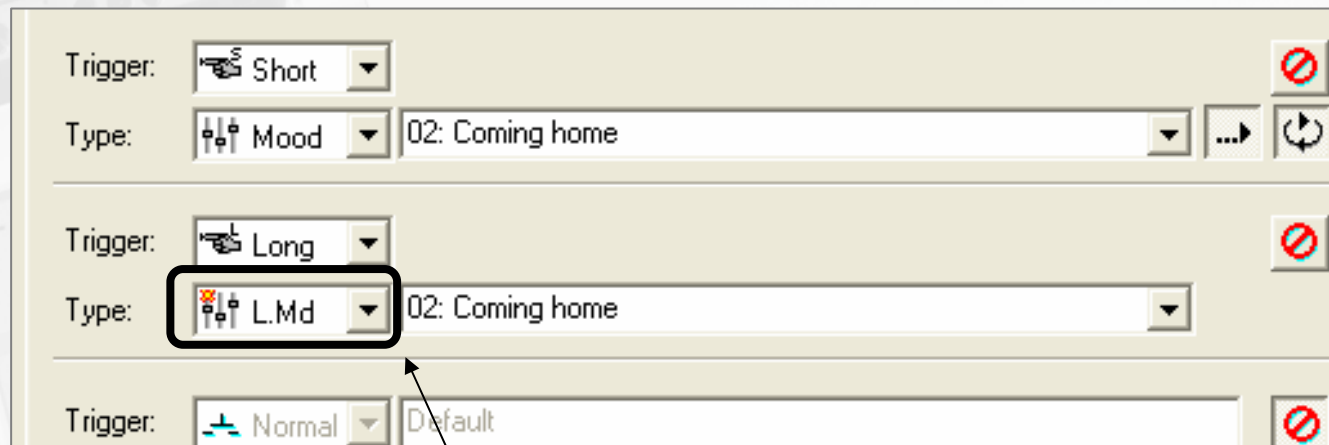 Trigger: S Short
Type: Mood 02: Coming home ...
Trigger: L Long
Type: L.Md 02: Coming home
Trigger: Normal Default